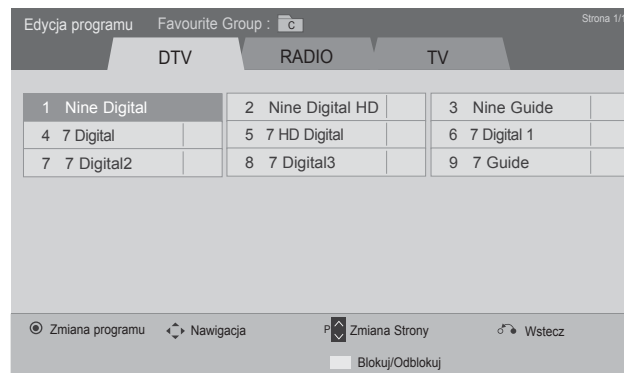 Edycja programu Favourite Group : C Strona 1/1
DTV RADIO TV
1 Nine Digital 2 Nine Digital HD 3 Nine Guide
4 7 Digital 5 7 HD Digital 6 7 Digital 1
7 7 Digital2 8 7 Digital3 9 7 Guide
Zmiana programu Nawigacja P Zmiana Strony Wstecz
Blokuj/Odblokuj